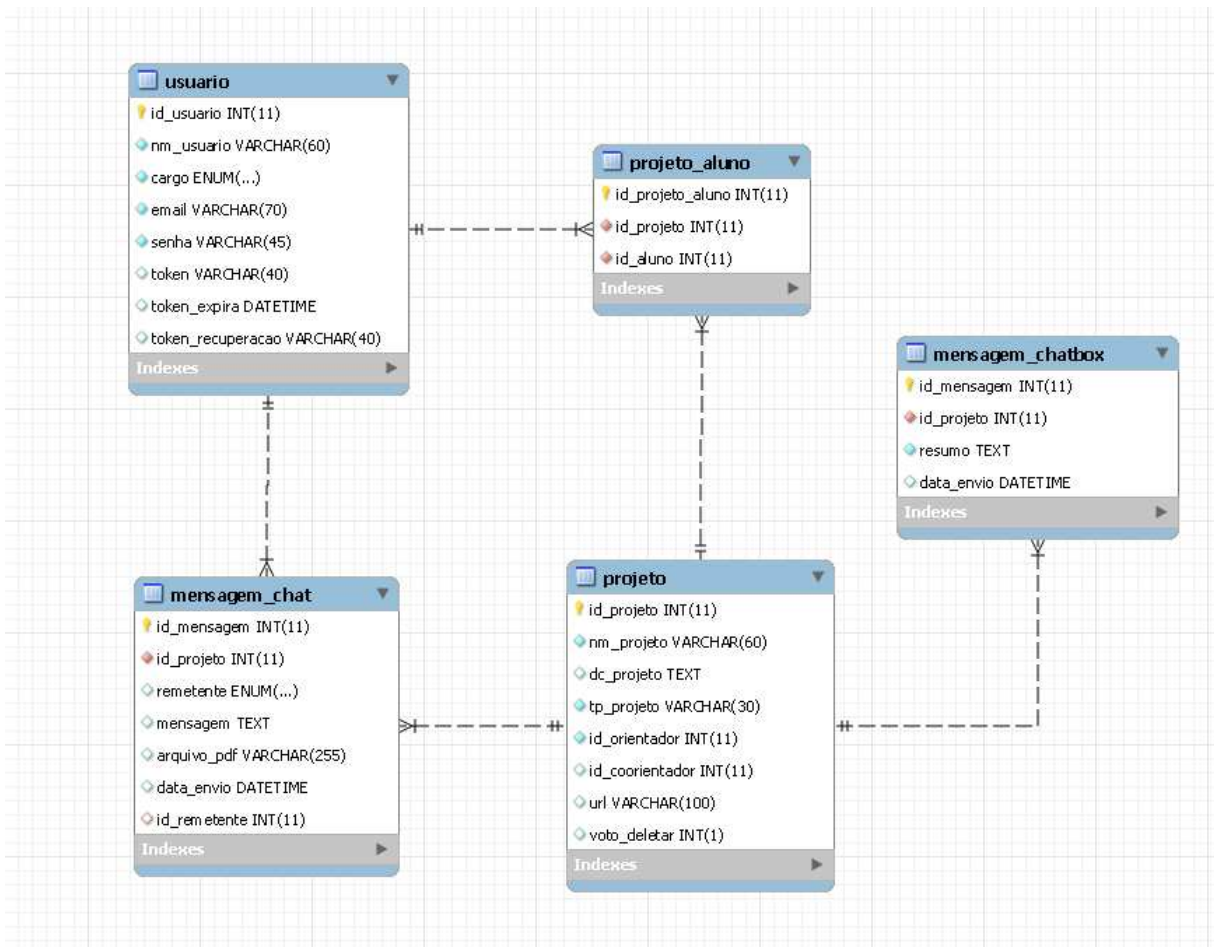 usuario
id_usuario INT(11)
nm_usuario VARCHAR(60)
cargo ENUM(...)
email VARCHAR(70)
senha VARCHAR(45)
token VARCHAR(40)
token_expira DATETIME
token_recuperacao VARCHAR(40)
Indexes
projeto_aluno
id_projeto_aluno INT(11)
id_projeto INT(11)
id_aluno INT(11)
Indexes
mensagem_chatbox
id_mensagem INT(11)
id_projeto INT(11)
resumo TEXT
data_envio DATETIME
Indexes
mensagem_chat
id_mensagem INT(11)
id_projeto INT(11)
remetente ENUM(...)
mensagem TEXT
arquivo_pdf VARCHAR(255)
data_envio DATETIME
id_remetente INT(11)
Indexes
projeto
id_projeto INT(11)
nm_projeto VARCHAR(60)
dc_projeto TEXT
tp_projeto VARCHAR(30)
id_orientador INT(11)
id_coorientador INT(11)
url VARCHAR(100)
voto_deletar INT(1)
Indexes